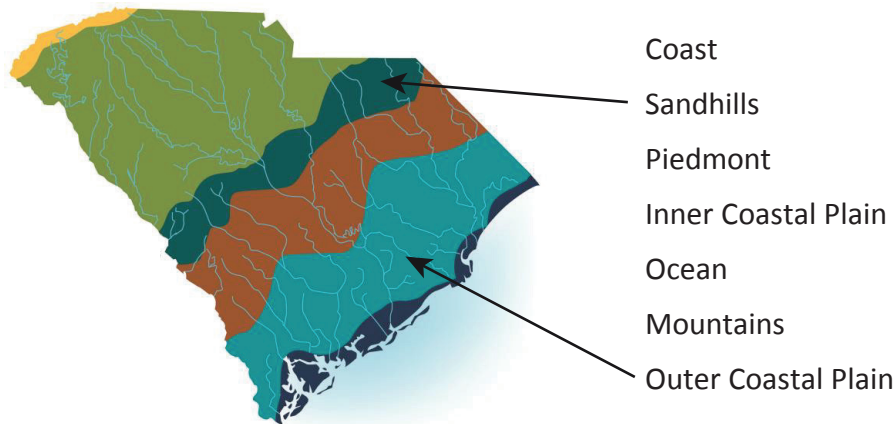 Coast
Sandhills
Piedmont
Inner Coastal Plain
Ocean
Mountains
Outer Coastal Plain